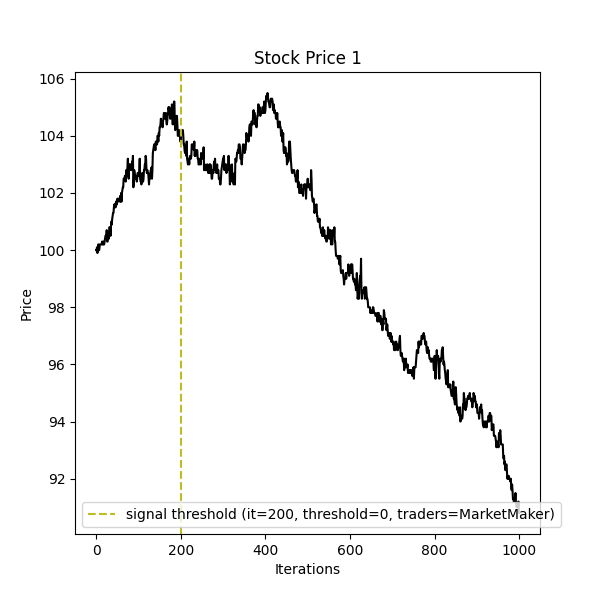 Stock Price 1
106
104
102
100
98
96
94
92
Price
signal threshold (it=200, threshold=0, traders=MarketMaker)
0 200 400 600 800 1000
Iterations